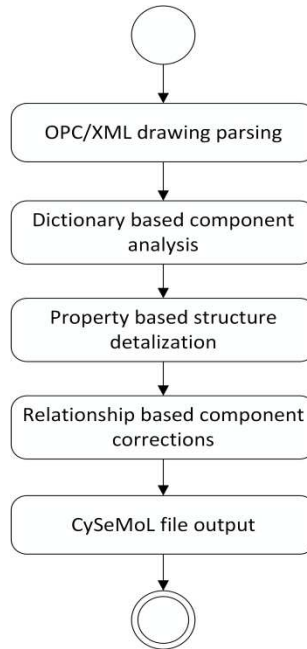 OPC/XML drawing parsing
Dictionary based component
analysis
Property based structure
detalization
Relationship based component
corrections
CySeMoL file output